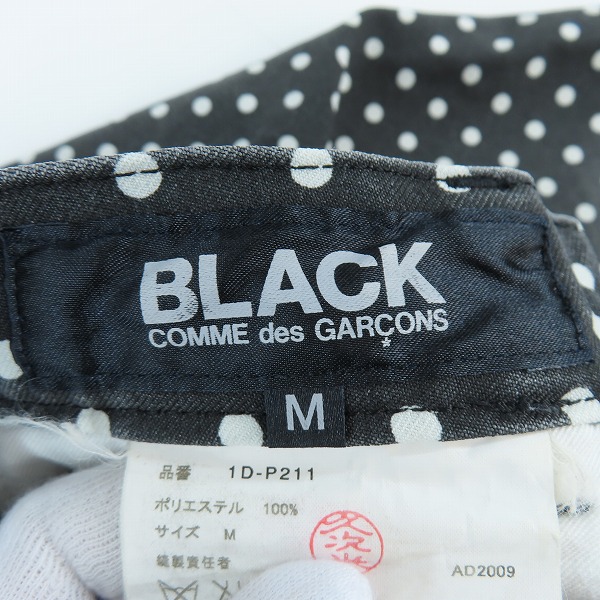 BLACK
COMME des GARÇONS
M
品番 1D-P211
ポリエステル 100%
サイズ M
縫製責任者
AD2009